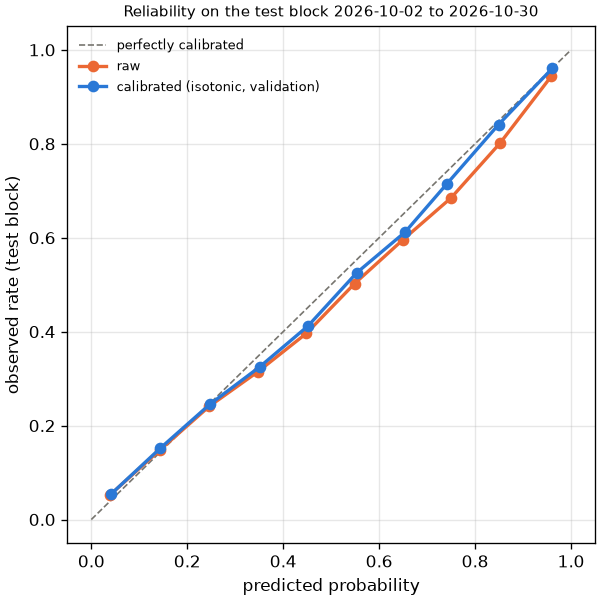 Reliability on the test block 2026-10-02 to 2026-10-30
perfectly calibrated
raw
calibrated (isotonic, validation)
1.0
0.8
0.6
0.4
0.2
0.0
observed rate (test block)
0.0 0.2 0.4 0.6 0.8 1.0
predicted probability